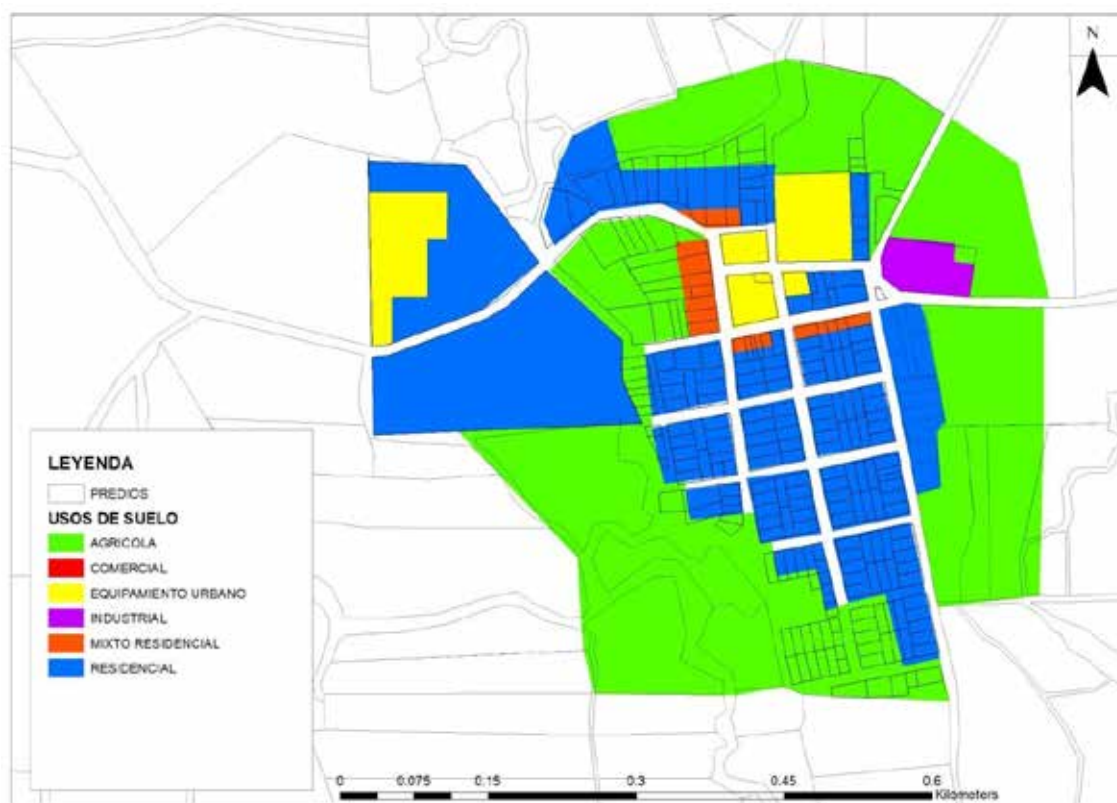 N
LEYENDA
PREDIOS
USOS DE SUELO
AGRICOLA
COMERCIAL
EQUIPAMIENTO URBANO
INDUSTRIAL
MIXTO RESIDENCIAL
RESIDENCIAL
0 0.075 0.15 0.3 0.45 0.6
Kilometers